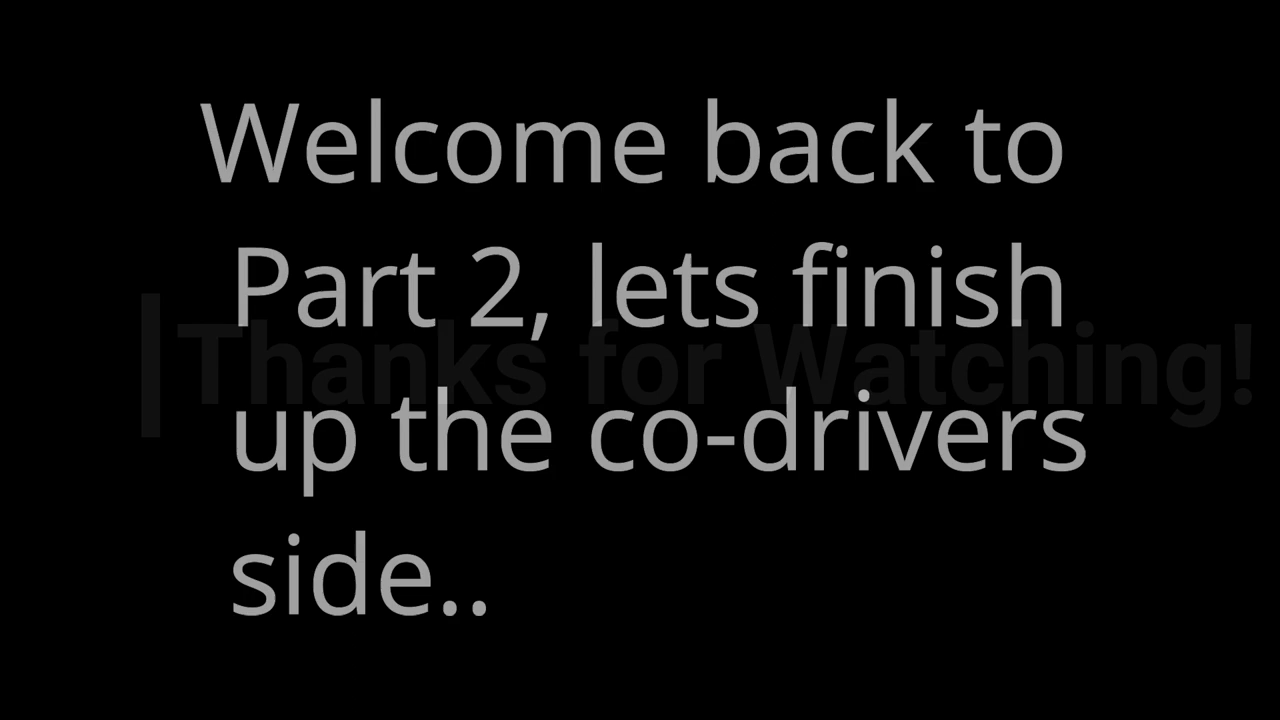 Welcome back to
Part 2, lets finish
Thanks for Watching!
up the co-drivers
side..